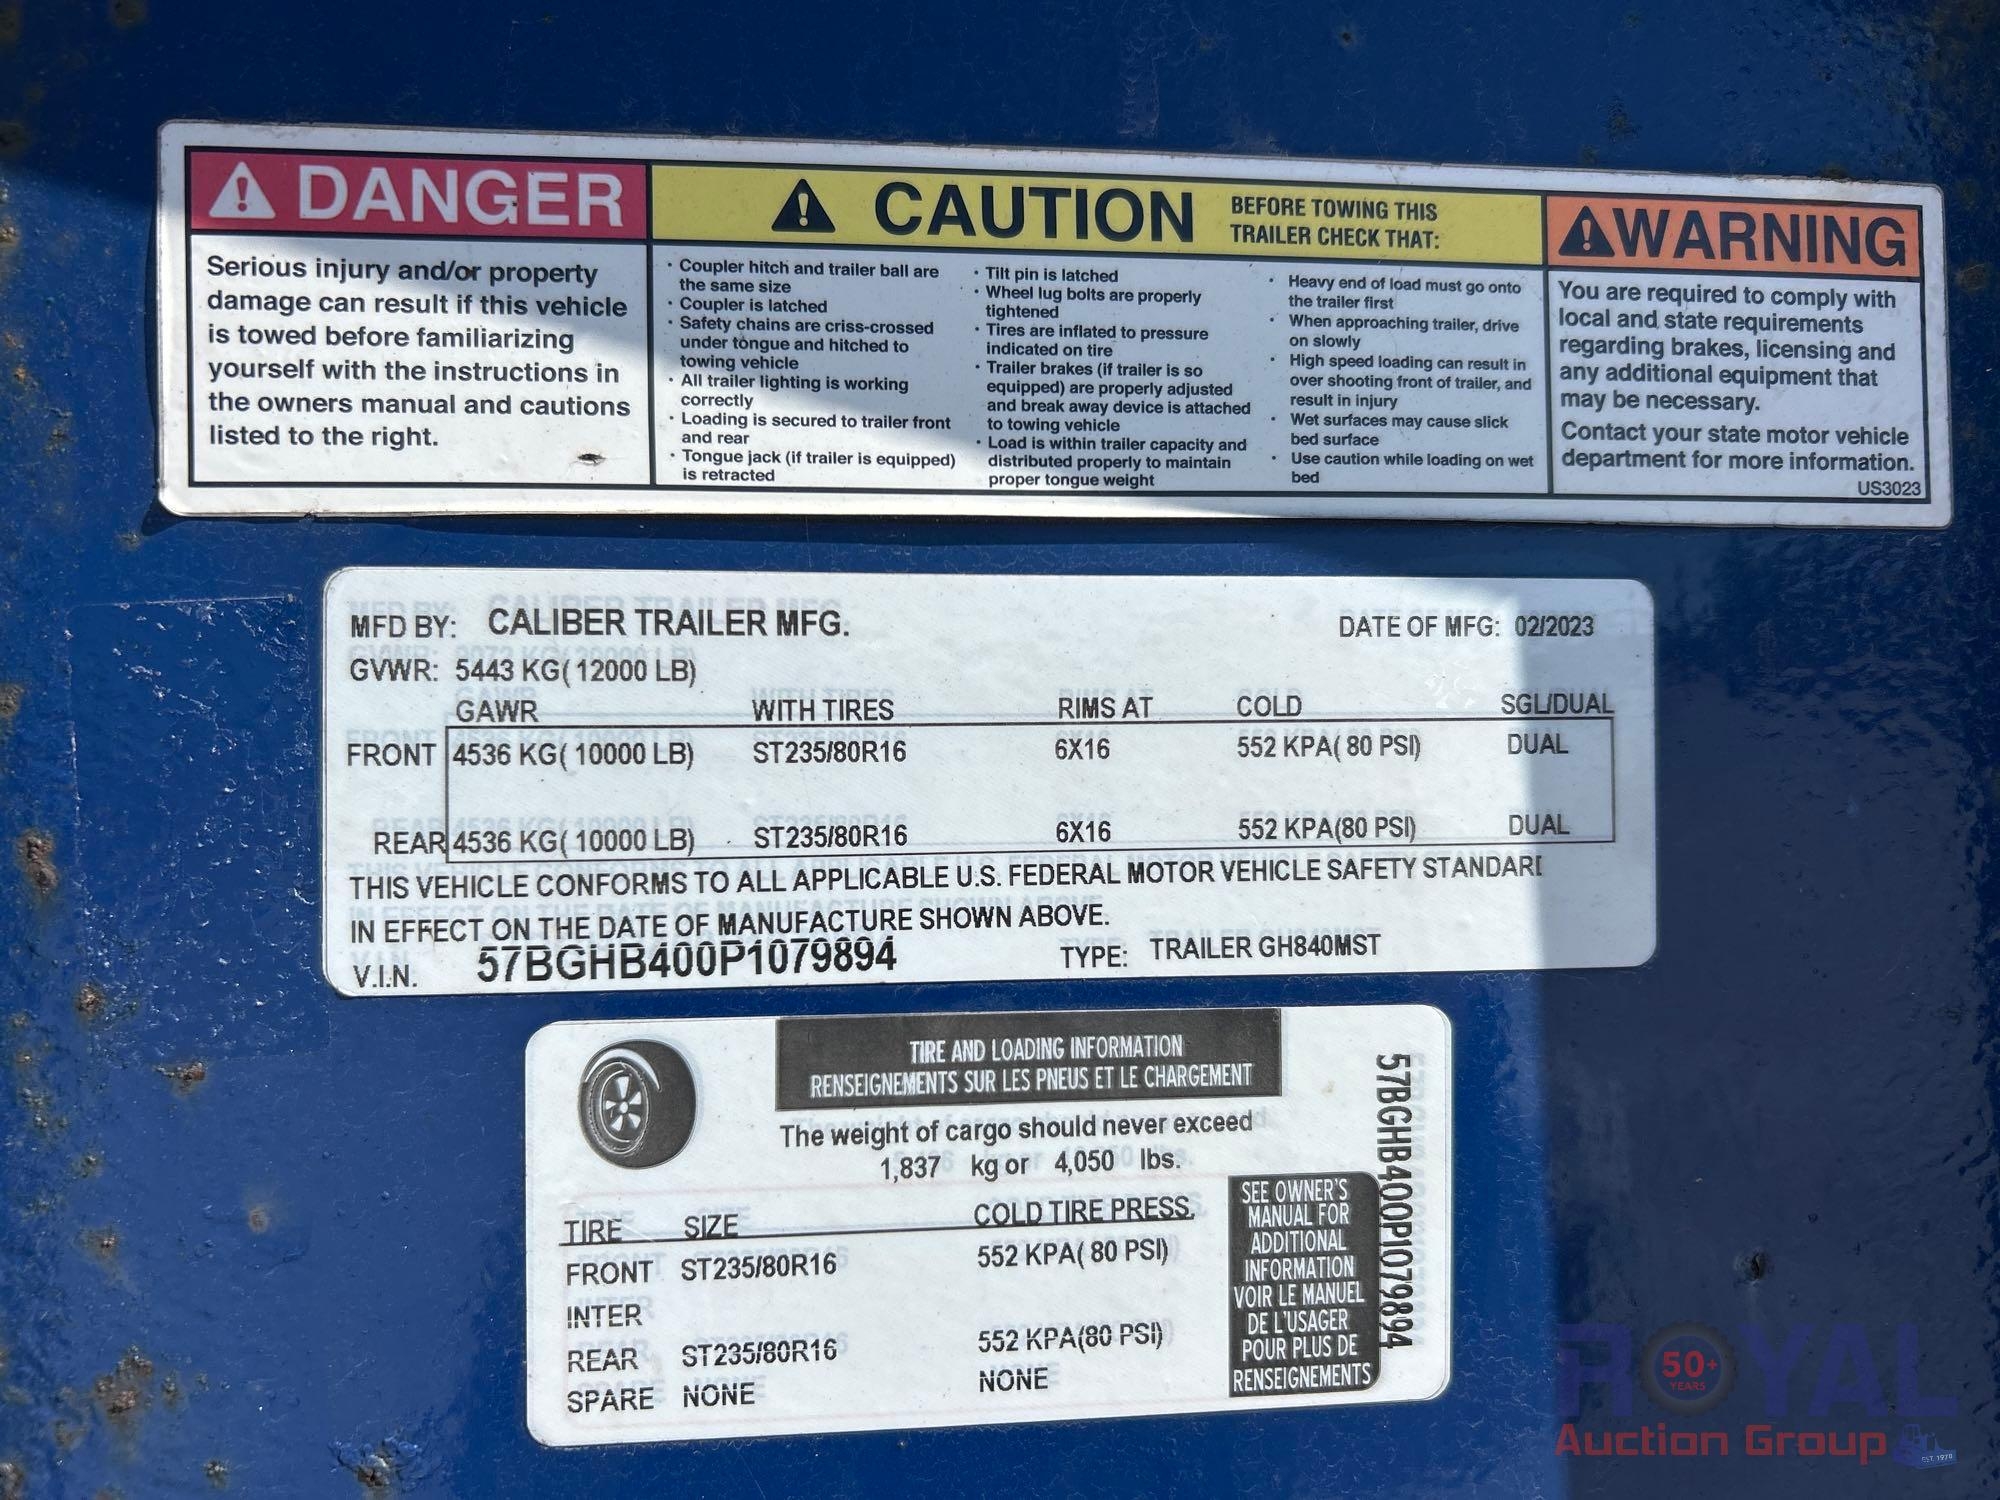 DANGER
Serious injury and/or property
damage can result if this vehicle
is towed before familiarizing
yourself with the instructions in
the owners manual and cautions
listed to the right.
CAUTION
BEFORE TOWING THIS
TRAILER CHECK THAT:
· Coupler hitch and trailer ball are
the same size
· Coupler is latched
· Safety chains are criss-crossed
under tongue and hitched to
towing vehicle
· All trailer lighting is working
correctly
· Loading is secured to trailer front
and rear
· Tongue jack (if trailer is equipped)
is retracted
· Tilt pin is latched
· Wheel lug bolts are properly
tightened
· Tires are inflated to pressure
indicated on tire
· Trailer brakes (if trailer is so
equipped) are properly adjusted
and break away device is attached
to towing vehicle
· Load is within trailer capacity and
distributed properly to maintain
proper tongue weight
· Heavy end of load must go onto
the trailer first
· When approaching trailer, drive
on slowly
· High speed loading can result in
over shooting front of trailer, and
result in injury
· Wet surfaces may cause slick
bed surface
· Use caution while loading on wet
bed
WARNING
You are required to comply with
local and state requirements
regarding brakes, licensing and
any additional equipment that
may be necessary.
Contact your state motor vehicle
department for more information.
US3023
MFD BY: CALIBER TRAILER MFG. DATE OF MFG: 02/2023
GVWR: 5443 KG( 12000 LB)
GAWR WITH TIRES RIMS AT COLD SGL/DUAL
FRONT 4536 KG( 10000 LB) ST235/80R16 6X16 552 KPA( 80 PSI) DUAL
REAR 4536 KG( 10000 LB) ST235/80R16 6X16 552 KPA(80 PSI) DUAL
THIS VEHICLE CONFORMS TO ALL APPLICABLE U.S. FEDERAL MOTOR VEHICLE SAFETY STANDARD
IN EFFECT ON THE DATE OF MANUFACTURE SHOWN ABOVE.
V.I.N. 57BGHB400P1079894 TYPE: TRAILER GH840MST
TIRE AND LOADING INFORMATION
RENSEIGNEMENTS SUR LES PNEUS ET LE CHARGEMENT
The weight of cargo should never exceed
1,837 kg or 4,050 lbs.
TIRE SIZE COLD TIRE PRESS.
FRONT ST235/80R16 552 KPA( 80 PSI)
INTER
REAR ST235/80R16 552 KPA(80 PSI)
SPARE NONE NONE
SEE OWNER'S
MANUAL FOR
ADDITIONAL
INFORMATION
VOIR LE MANUEL
DE L'USAGER
POUR PLUS DE
RENSEIGNEMENTS
57BGHB400P1079894
ROYAL
50+
YEARS
Auction Group
EST. 1970